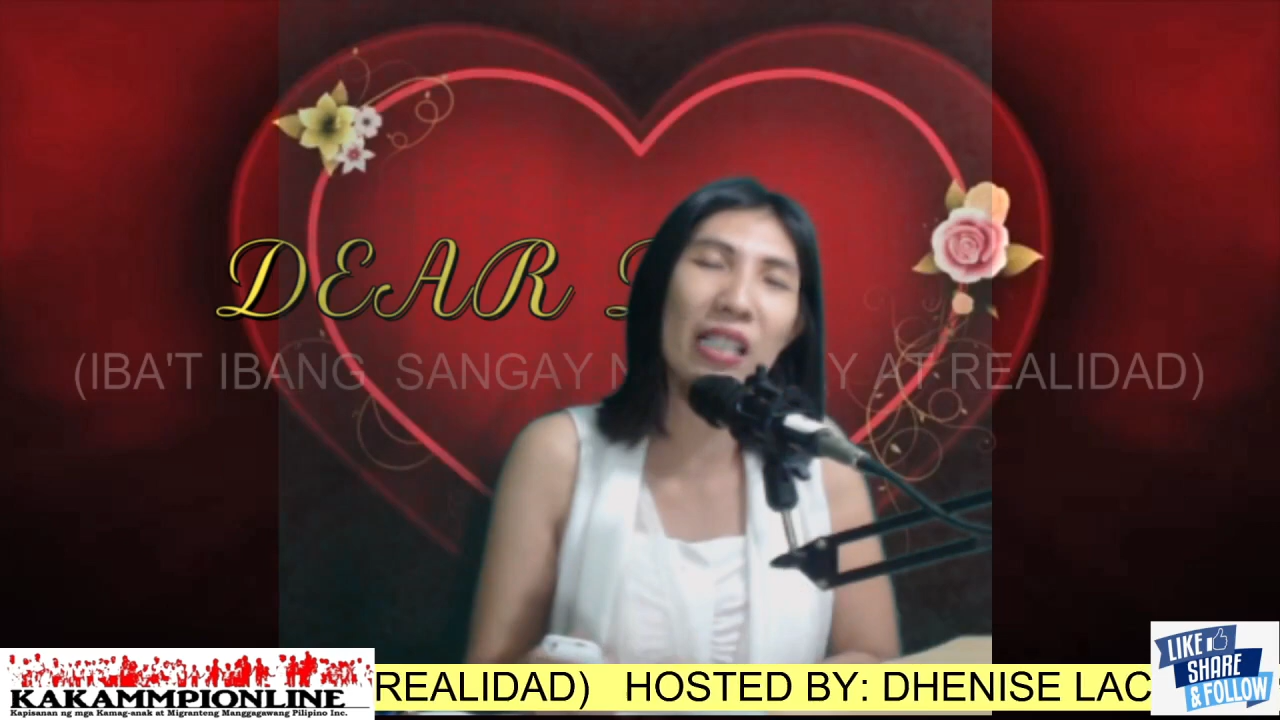 DEAR
(IBA'T IBANG SANGAY AT REALIDAD)
KAKAMMPIONLINE
Kapisanan ng mga Kamag-anak at Migranteng Manggagawang Pilipino Inc.
REALIDAD) HOSTED BY: DHENISE LAC
LIKE
SHARE
& FOLLOW